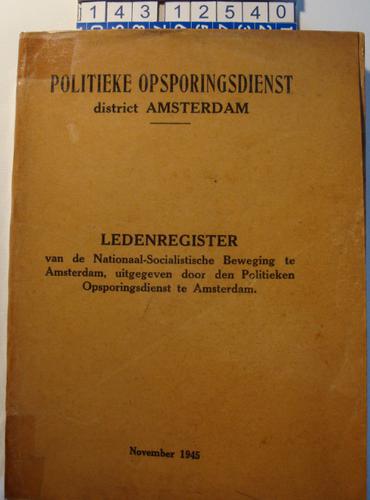 14312540
POLITIEKE OPSPORINGSDIENST
district AMSTERDAM
LEDENREGISTER
van de Nationaal-Socialistische Beweging te
Amsterdam, uitgegeven door den Politieken
Opsporingsdienst te Amsterdam.
November 1945